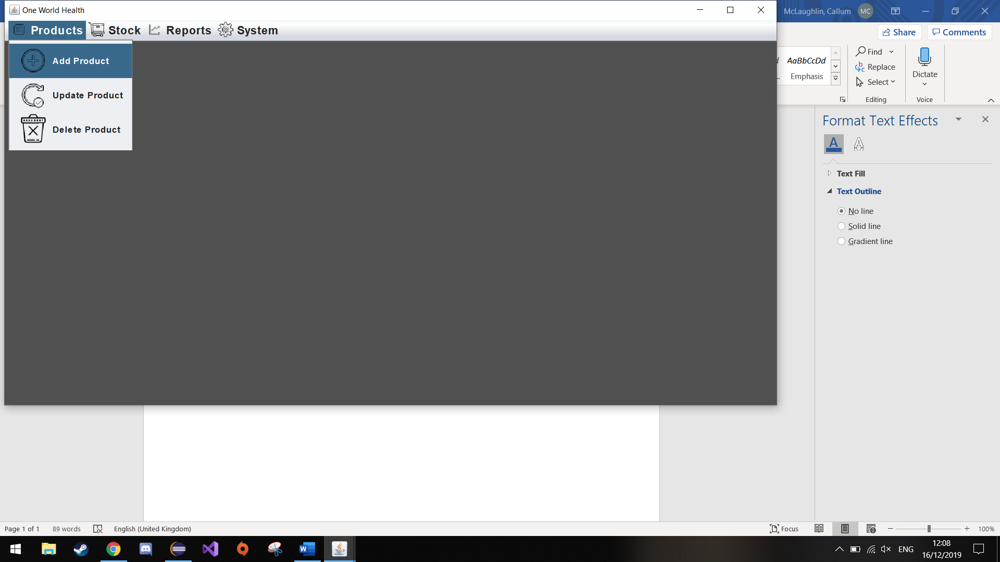 One World Health
McLaughlin, Callum MC
Products Stock Reports System
Share Comments
Add Product
Update Product
Delete Product
AaBbCcDd
Emphasis
Find
Replace
Select
Editing
Dictate
Voice
Format Text Effects
Text Fill
Text Outline
No line
Solid line
Gradient line
Page 1 of 1 89 words English (United Kingdom) Focus 100%
ENG
12:08
16/12/2019